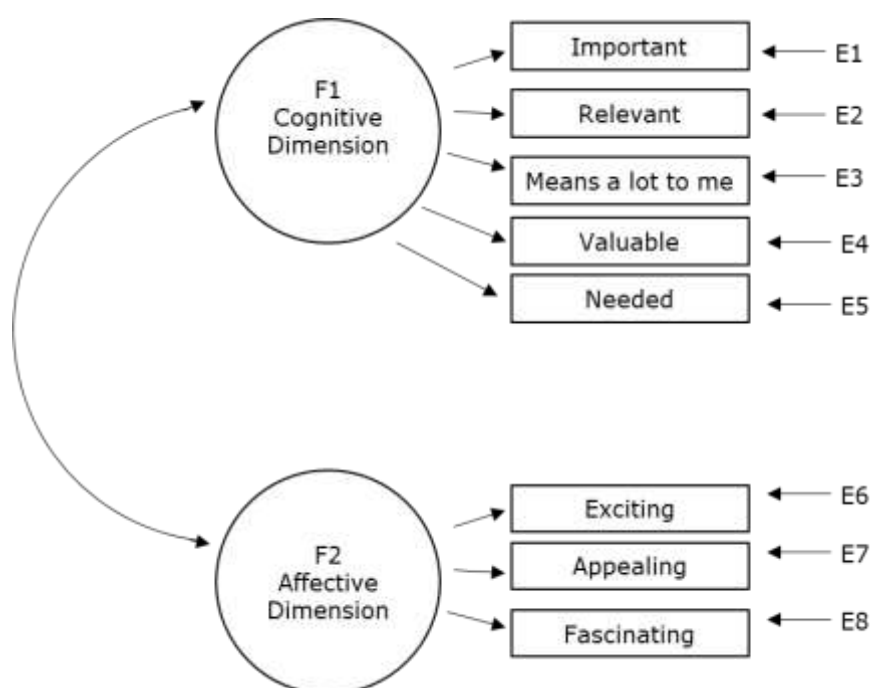 F1
Cognitive
Dimension
Important
E1
Relevant
E2
Means a lot to me
E3
Valuable
E4
Needed
E5
F2
Affective
Dimension
Exciting
E6
Appealing
E7
Fascinating
E8